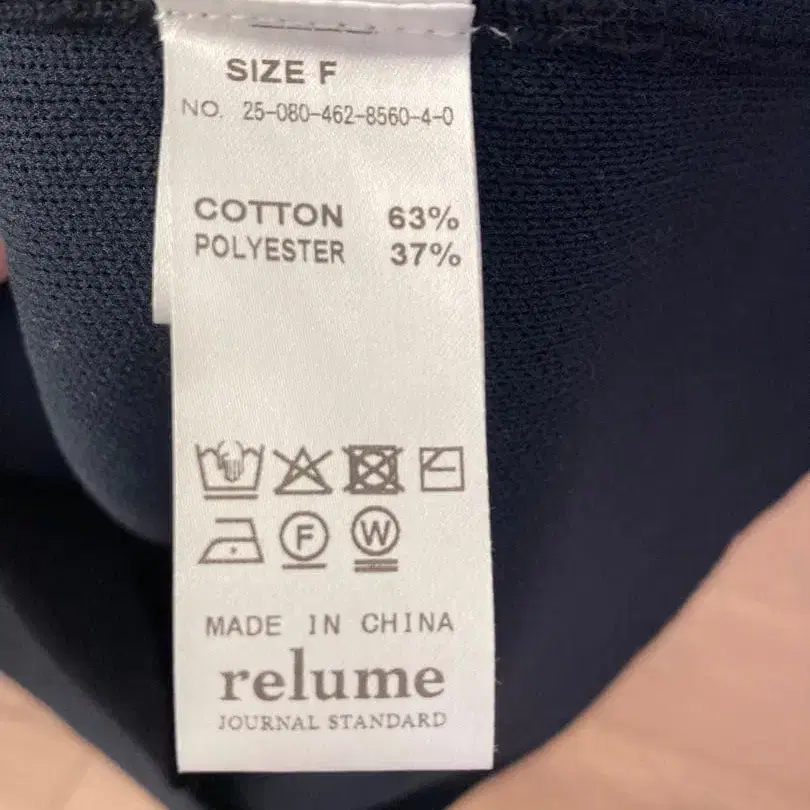 SIZE F
NO. 25-080-462-8560-4-0
COTTON 63%
POLYESTER 37%
F W
MADE IN CHINA
relume
JOURNAL STANDARD